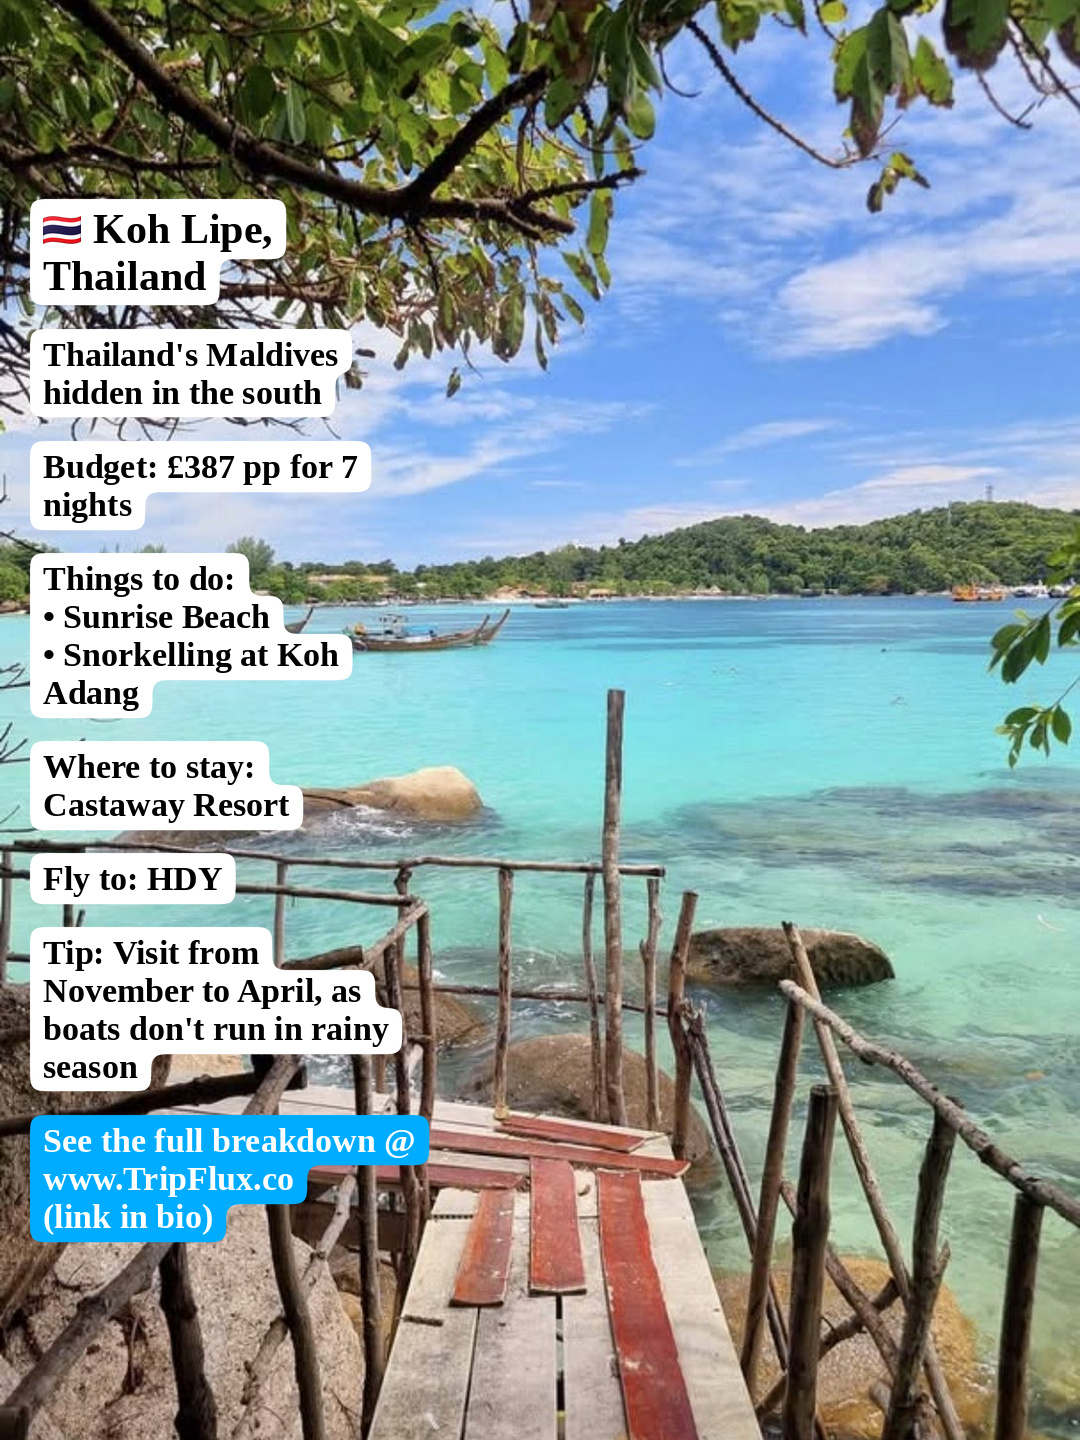 🇹🇭 Koh Lipe,
Thailand
Thailand's Maldives
hidden in the south
Budget: £387 pp for 7
nights
Things to do:
• Sunrise Beach
• Snorkelling at Koh
Adang
Where to stay:
Castaway Resort
Fly to: HDY
Tip: Visit from
November to April, as
boats don't run in rainy
season
See the full breakdown @
www.TripFlux.co
(link in bio)